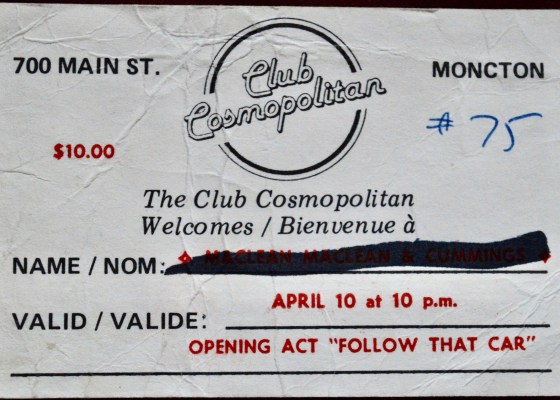 700 MAIN ST.
Club
Cosmopolitan
MONCTON
# 75
$10.00
The Club Cosmopolitan
Welcomes / Bienvenue à
NAME / NOM: MACLEAN MACLEAN & CUMMINGS
APRIL 10 at 10 p.m.
VALID / VALIDE:
OPENING ACT "FOLLOW THAT CAR"